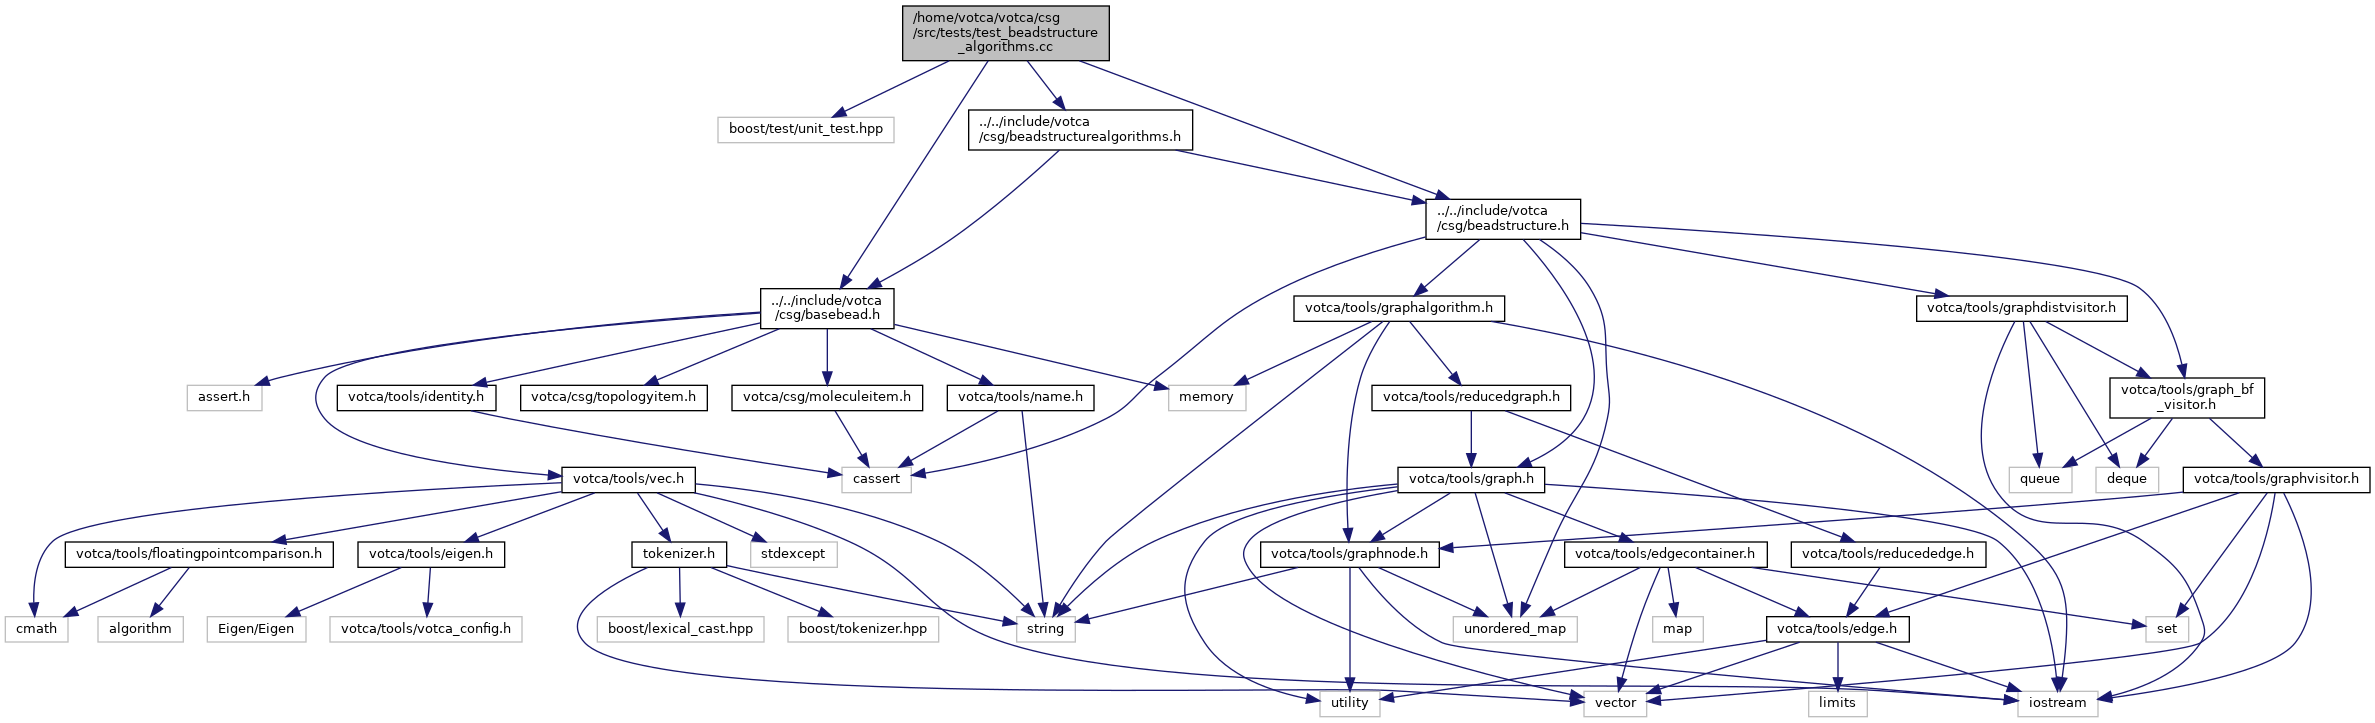 /home/votca/votca/csg
/src/tests/test_beadstructure
_algorithms.cc
boost/test/unit_test.hpp
../../include/votca
/csg/beadstructurealgorithms.h
../../include/votca
/csg/beadstructure.h
../../include/votca
/csg/basebead.h
votca/tools/graphalgorithm.h
votca/tools/graphdistvisitor.h
assert.h
votca/tools/identity.h
votca/csg/topologyitem.h
votca/csg/moleculeitem.h
votca/tools/name.h
memory
votca/tools/reducedgraph.h
votca/tools/graph_bf
_visitor.h
votca/tools/vec.h
cassert
votca/tools/graph.h
queue
deque
votca/tools/graphvisitor.h
votca/tools/floatingpointcomparison.h
votca/tools/eigen.h
tokenizer.h
stdexcept
votca/tools/graphnode.h
votca/tools/edgecontainer.h
votca/tools/reducededge.h
cmath
algorithm
Eigen/Eigen
votca/tools/votca_config.h
boost/lexical_cast.hpp
boost/tokenizer.hpp
string
unordered_map
map
votca/tools/edge.h
set
utility
vector
limits
iostream